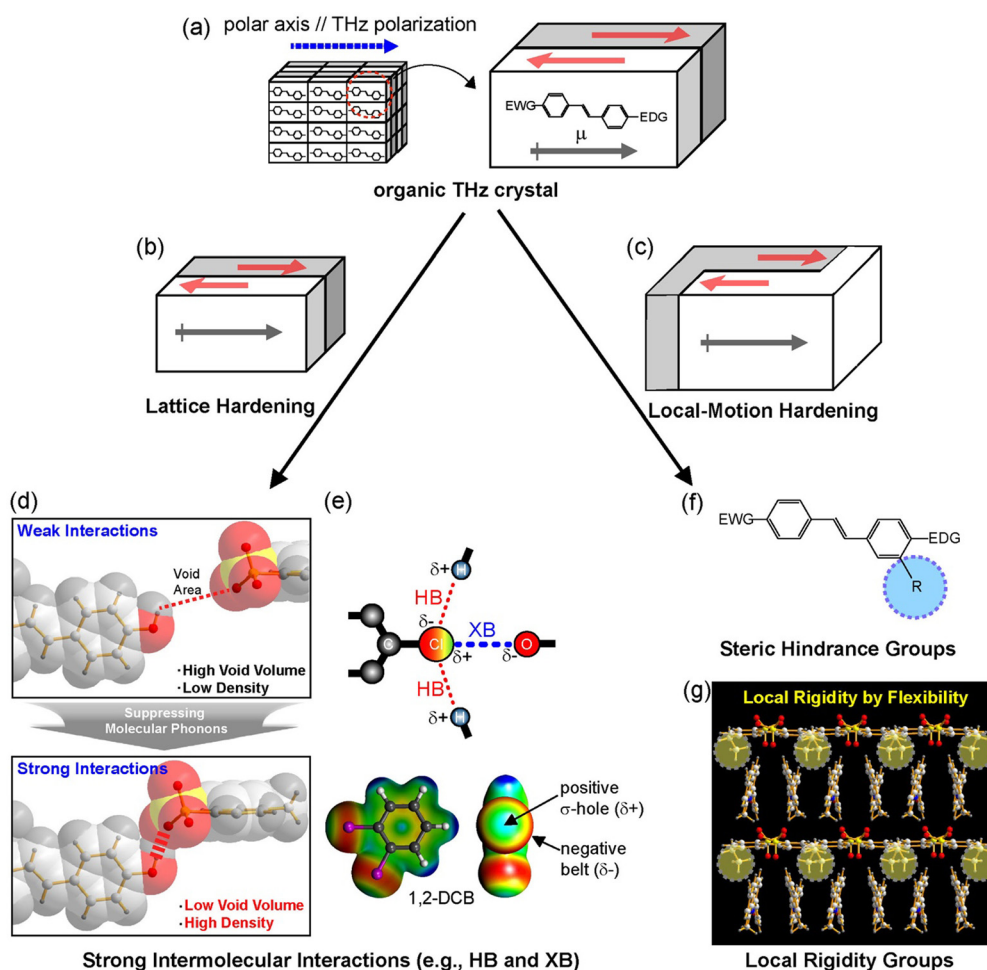 (a)
polar axis // THz polarization
EWG
EDG
μ
organic THz crystal
(b)
Lattice Hardening
(c)
Local-Motion Hardening
(d)
Weak Interactions
Void
Area
·High Void Volume
·Low Density
Suppressing
Molecular Phonons
Strong Interactions
·Low Void Volume
·High Density
(e)
δ+
H
HB
δ-
XB
C
Cl
O
δ+
δ-
HB
δ+
H
positive
σ-hole (δ+)
negative
belt (δ-)
1,2-DCB
Strong Intermolecular Interactions (e.g., HB and XB)
(f)
EWG
EDG
R
Steric Hindrance Groups
(g)
Local Rigidity by Flexibility
Local Rigidity Groups